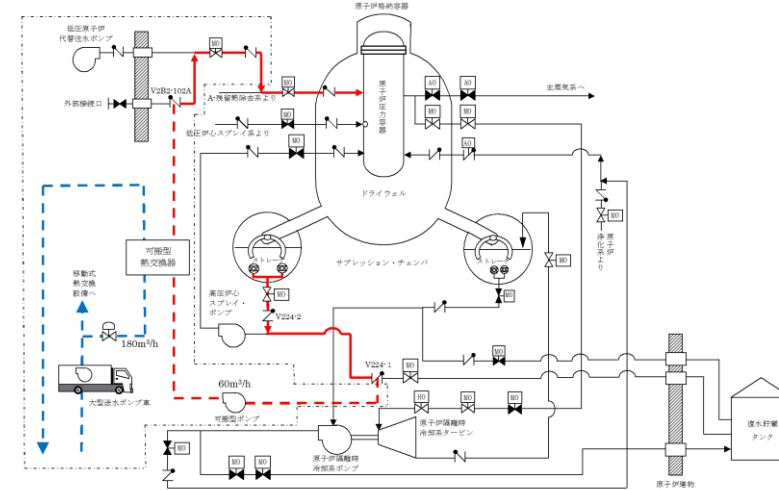 原子炉格納容器
低圧原子炉
代替注水ポンプ
MO
V2B2-102A
外部接続口
A-残留熱除去系より
MO
原子炉圧力容器
AO
AO
主蒸気系へ
MO
MO
低圧炉心スプレイ系より
MO
MO
AO
ドライウェル
MO
原子炉
浄化系より
可搬型
熱交換器
ストレーナ
サプレッション・チェンバ
ストレーナ
MO
移動式
熱交換
設備へ
高圧炉心
スプレイ・
ポンプ
MO
MO
V224-2
180m³/h
大型送水ポンプ車
V224-1
MO
MO
60m³/h
可搬型ポンプ
HO
MO
MO
原子炉隔離時
冷却系タービン
復水貯蔵
タンク
MO
原子炉隔離時
冷却系ポンプ
MO
MO
MO
原子炉建物